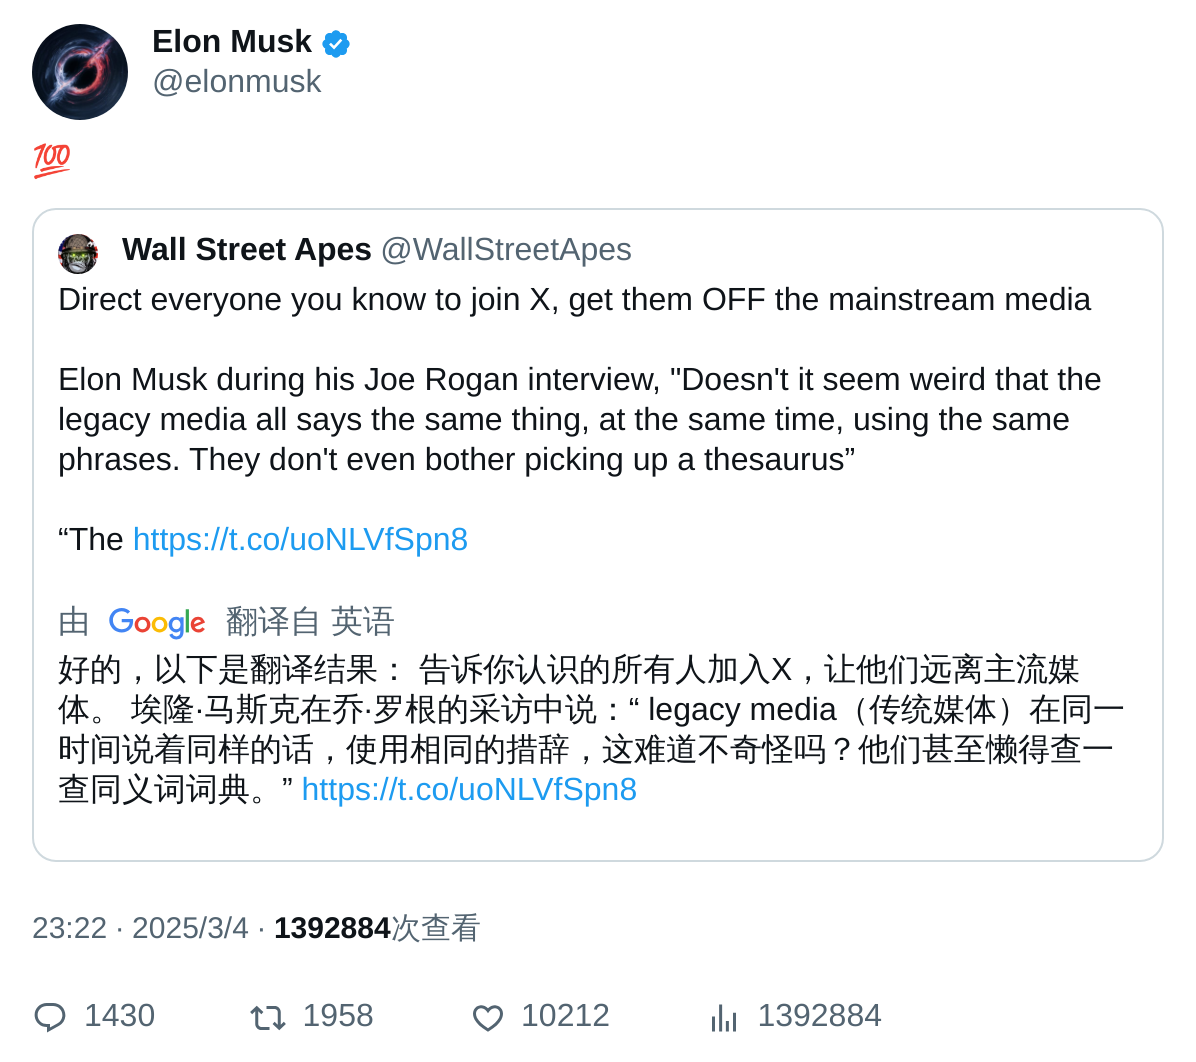 Elon Musk
@elonmusk
💯
Wall Street Apes @WallStreetApes
Direct everyone you know to join X, get them OFF the mainstream media
Elon Musk during his Joe Rogan interview, "Doesn't it seem weird that the
legacy media all says the same thing, at the same time, using the same
phrases. They don't even bother picking up a thesaurus”
“The https://t.co/uoNLVfSpn8
由 Google 翻译自 英语
好的，以下是翻译结果： 告诉你认识的所有人加入X，让他们远离主流媒
体。 埃隆·马斯克在乔·罗根的采访中说：“ legacy media（传统媒体）在同一
时间说着同样的话，使用相同的措辞，这难道不奇怪吗？他们甚至懒得查一
查同义词词典。” https://t.co/uoNLVfSpn8
23:22 · 2025/3/4 · 1392884次查看
1430 1958 10212 1392884